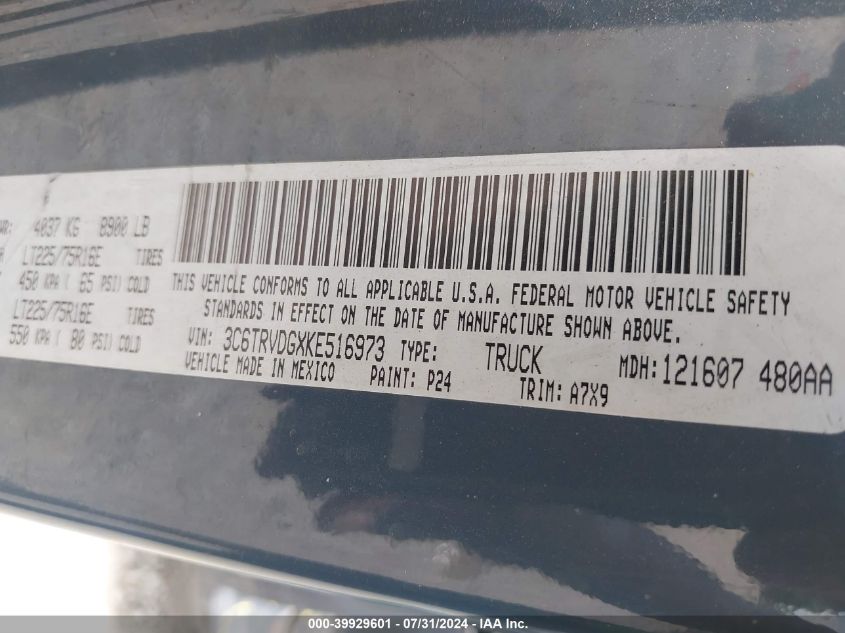 4037 KG 8900 LB
LT225/75R16E TIRES
450 KPA ( 65 PSI) COLD
LT225/75R16E TIRES
550 KPA ( 80 PSI) COLD
THIS VEHICLE CONFORMS TO ALL APPLICABLE U.S.A. FEDERAL MOTOR VEHICLE SAFETY
STANDARDS IN EFFECT ON THE DATE OF MANUFACTURE SHOWN ABOVE.
VIN: 3C6TRVDGXKE516973 TYPE: TRUCK MDH: 121607 480AA
VEHICLE MADE IN MEXICO PAINT: P24 TRIM: A7X9
000-39929601 / 07/31/2024 - IAA Inc.